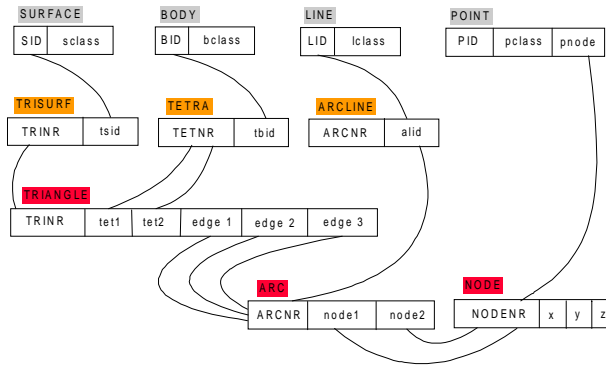 SURFACE BODY LINE POINT
SID sclass BID bclass LID lclass PID pclass pnode
TRISURF TETRA ARCLINE
TRINR tsid TETNR tbid ARCNR alid
TRIANGLE
TRINR tet1 tet2 edge 1 edge 2 edge 3
ARC NODE
ARCNR node1 node2 NODENR x y z